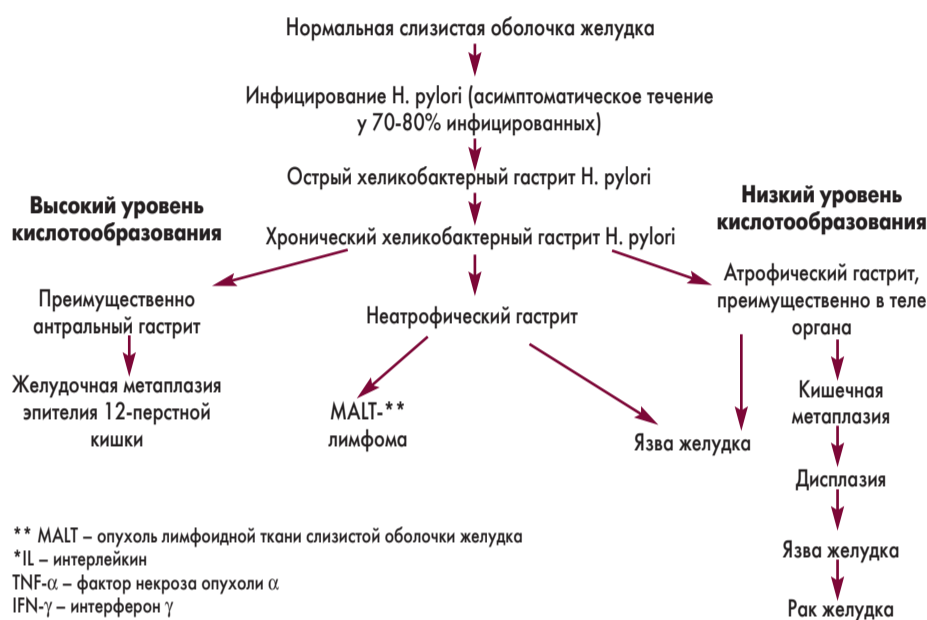 Нормальная слизистая оболочка желудка
Инфицирование H. pylori (асимптоматическое течение
у 70-80% инфицированных)
Острый хеликобактерный гастрит H. pylori
Высокий уровень
кислотообразования
Низкий уровень
кислотообразования
Хронический хеликобактерный гастрит H. pylori
Преимущественно
антральный гастрит
Неатрофический гастрит
Атрофический гастрит,
преимущественно в теле
органа
Желудочная метаплазия
эпителия 12-перстной
кишки
MALT-**
лимфома
Язва желудка
Кишечная
метаплазия
Дисплазия
Язва желудка
Рак желудка
** MALT – опухоль лимфоидной ткани слизистой оболочки желудка
*IL – интерлейкин
TNF-α – фактор некроза опухоли α
IFN-γ – интерферон γ